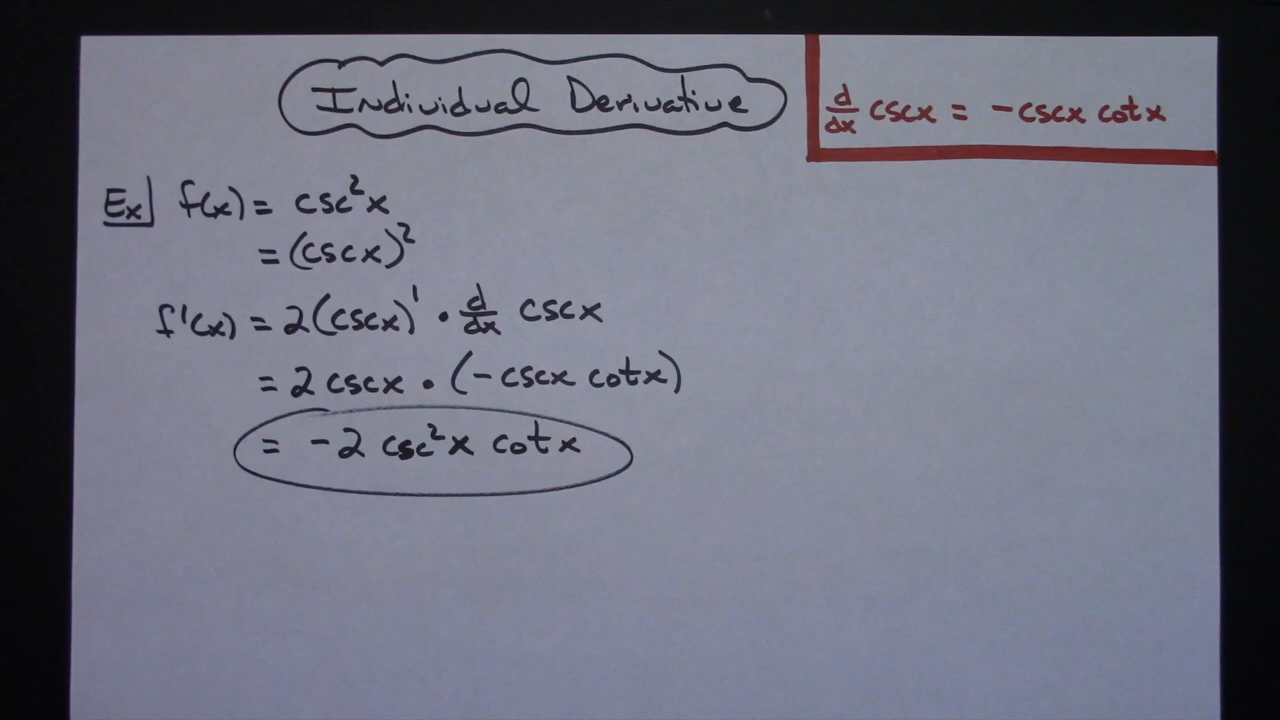 Individual Derivative
d/dx cscx = -cscx cotx
Ex] f(x) = csc²x
= (cscx)²
f'(x) = 2(cscx)¹ • d/dx cscx
= 2 cscx • (-cscx cotx)
= -2 csc²x cotx